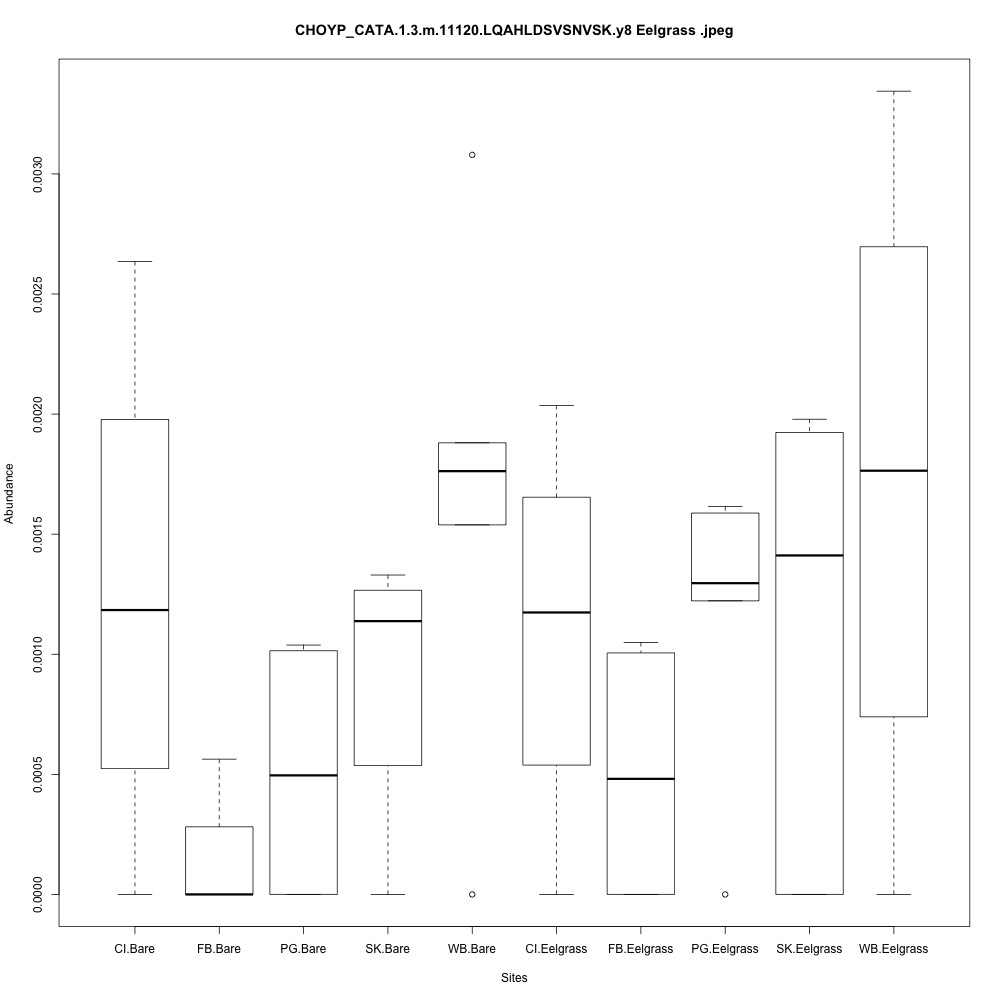 CHOYP_CATA.1.3.m.11120.LQAHLDSVSNVSK.y8 Eelgrass .jpeg
Abundance
0.0030
0.0025
0.0020
0.0015
0.0010
0.0005
0.0000
CI.Bare FB.Bare PG.Bare SK.Bare WB.Bare CI.Eelgrass FB.Eelgrass PG.Eelgrass SK.Eelgrass WB.Eelgrass
Sites